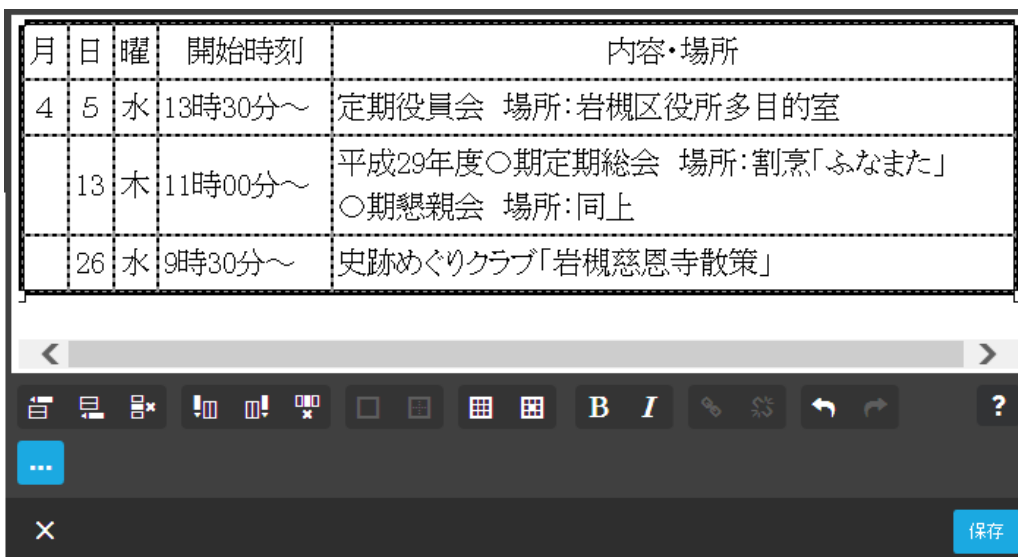 月 日 曜 開始時刻 内容・場所
4 5 水 13時30分～ 定期役員会 場所：岩槻区役所多目的室
13 木 11時00分～ 平成29年度○期定期総会 場所：割烹「ふなまた」
○期懇親会 場所：同上
26 水 9時30分～ 史跡めぐりクラブ「岩槻慈恩寺散策」
B I ?
...
保存